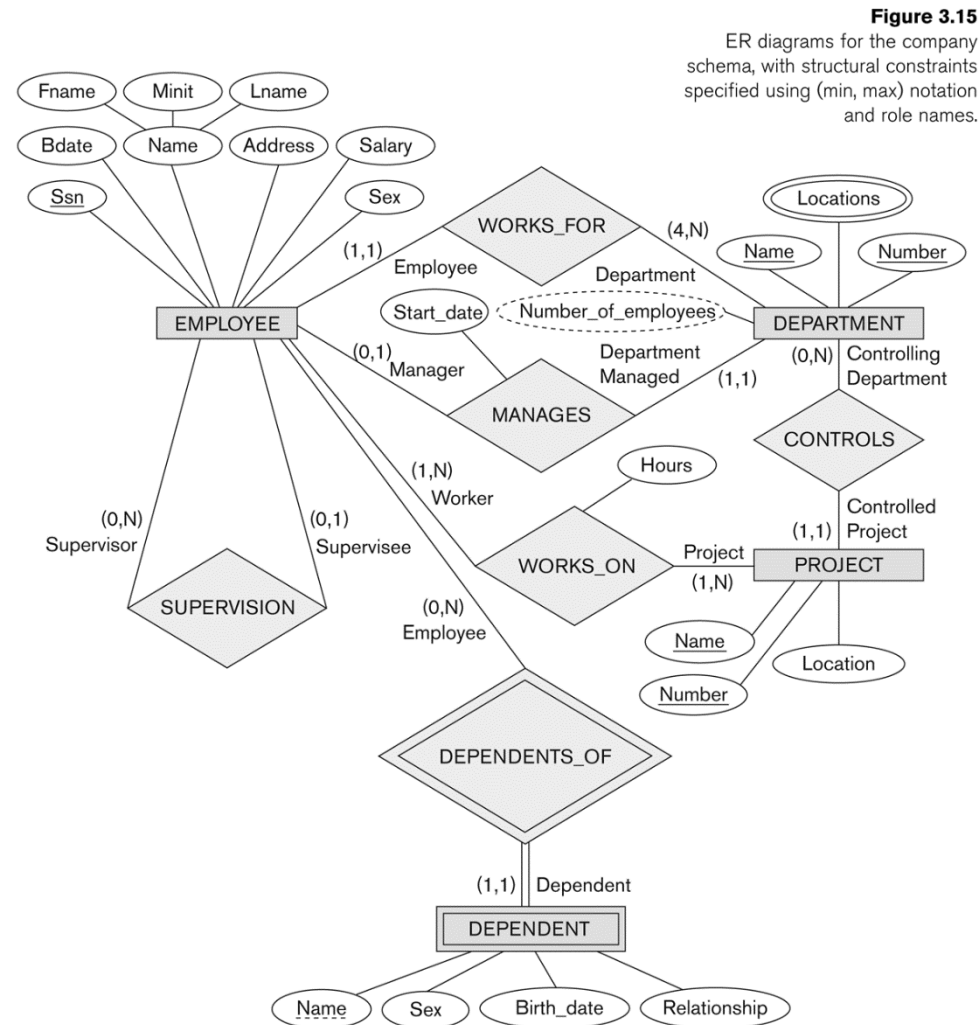 Figure 3.15
ER diagrams for the company
schema, with structural constraints
specified using (min, max) notation
and role names.
Fname
Minit
Lname
Bdate
Name
Address
Salary
Ssn
Sex
WORKS_FOR
Locations
(1,1)
Employee
(4,N)
Department
Name
Number
Start_date
Number_of_employees
EMPLOYEE
DEPARTMENT
(0,1)
Manager
Department
Managed
(1,1)
(0,N)
Controlling
Department
MANAGES
CONTROLS
Hours
(1,N)
Worker
(0,N)
Supervisor
(0,1)
Supervisee
Controlled
Project
(1,1)
WORKS_ON
Project
(1,N)
PROJECT
SUPERVISION
(0,N)
Employee
Name
Location
Number
DEPENDENTS_OF
(1,1)
Dependent
DEPENDENT
Name
Sex
Birth_date
Relationship